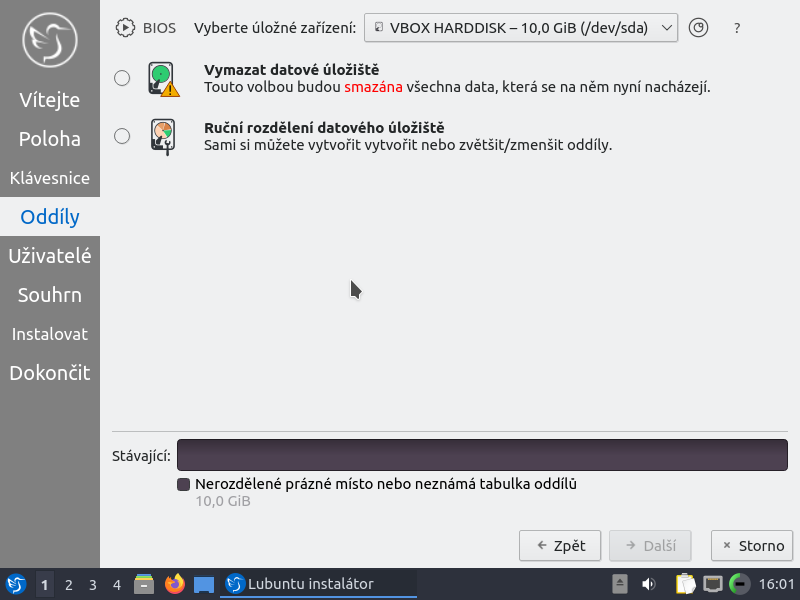 BIOS Vyberte úložné zařízení: VBOX HARDDISK – 10,0 GiB (/dev/sda) ?
Vítejte
Poloha
Klávesnice
Oddíly
Uživatelé
Souhrn
Instalovat
Dokončit
Vymazat datové úložiště
Touto volbou budou smazána všechna data, která se na něm nyní nacházejí.
Ruční rozdělení datového úložiště
Sami si můžete vytvořit vytvořit nebo zvětšit/zmenšit oddíly.
Stávající:
Nerozdělené prázné místo nebo neznámá tabulka oddílů
10,0 GiB
Zpět Další Storno
1 2 3 4 Lubuntu instalátor 16:01